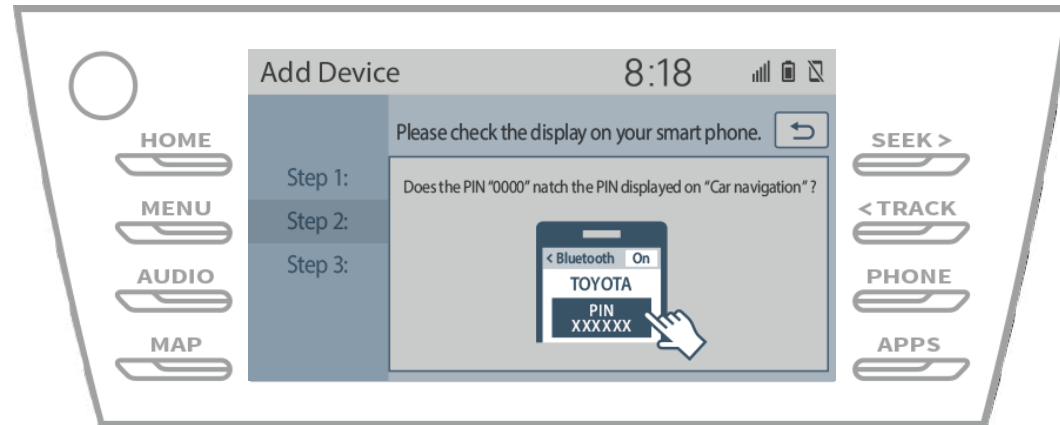 Add Device
8:18
Please check the display on your smart phone.
HOME
MENU
AUDIO
MAP
Step 1:
Step 2:
Step 3:
Does the PIN “0000” natch the PIN displayed on “Car navigation” ?
< Bluetooth On
TOYOTA
PIN
XXXXXX
SEEK >
< TRACK
PHONE
APPS